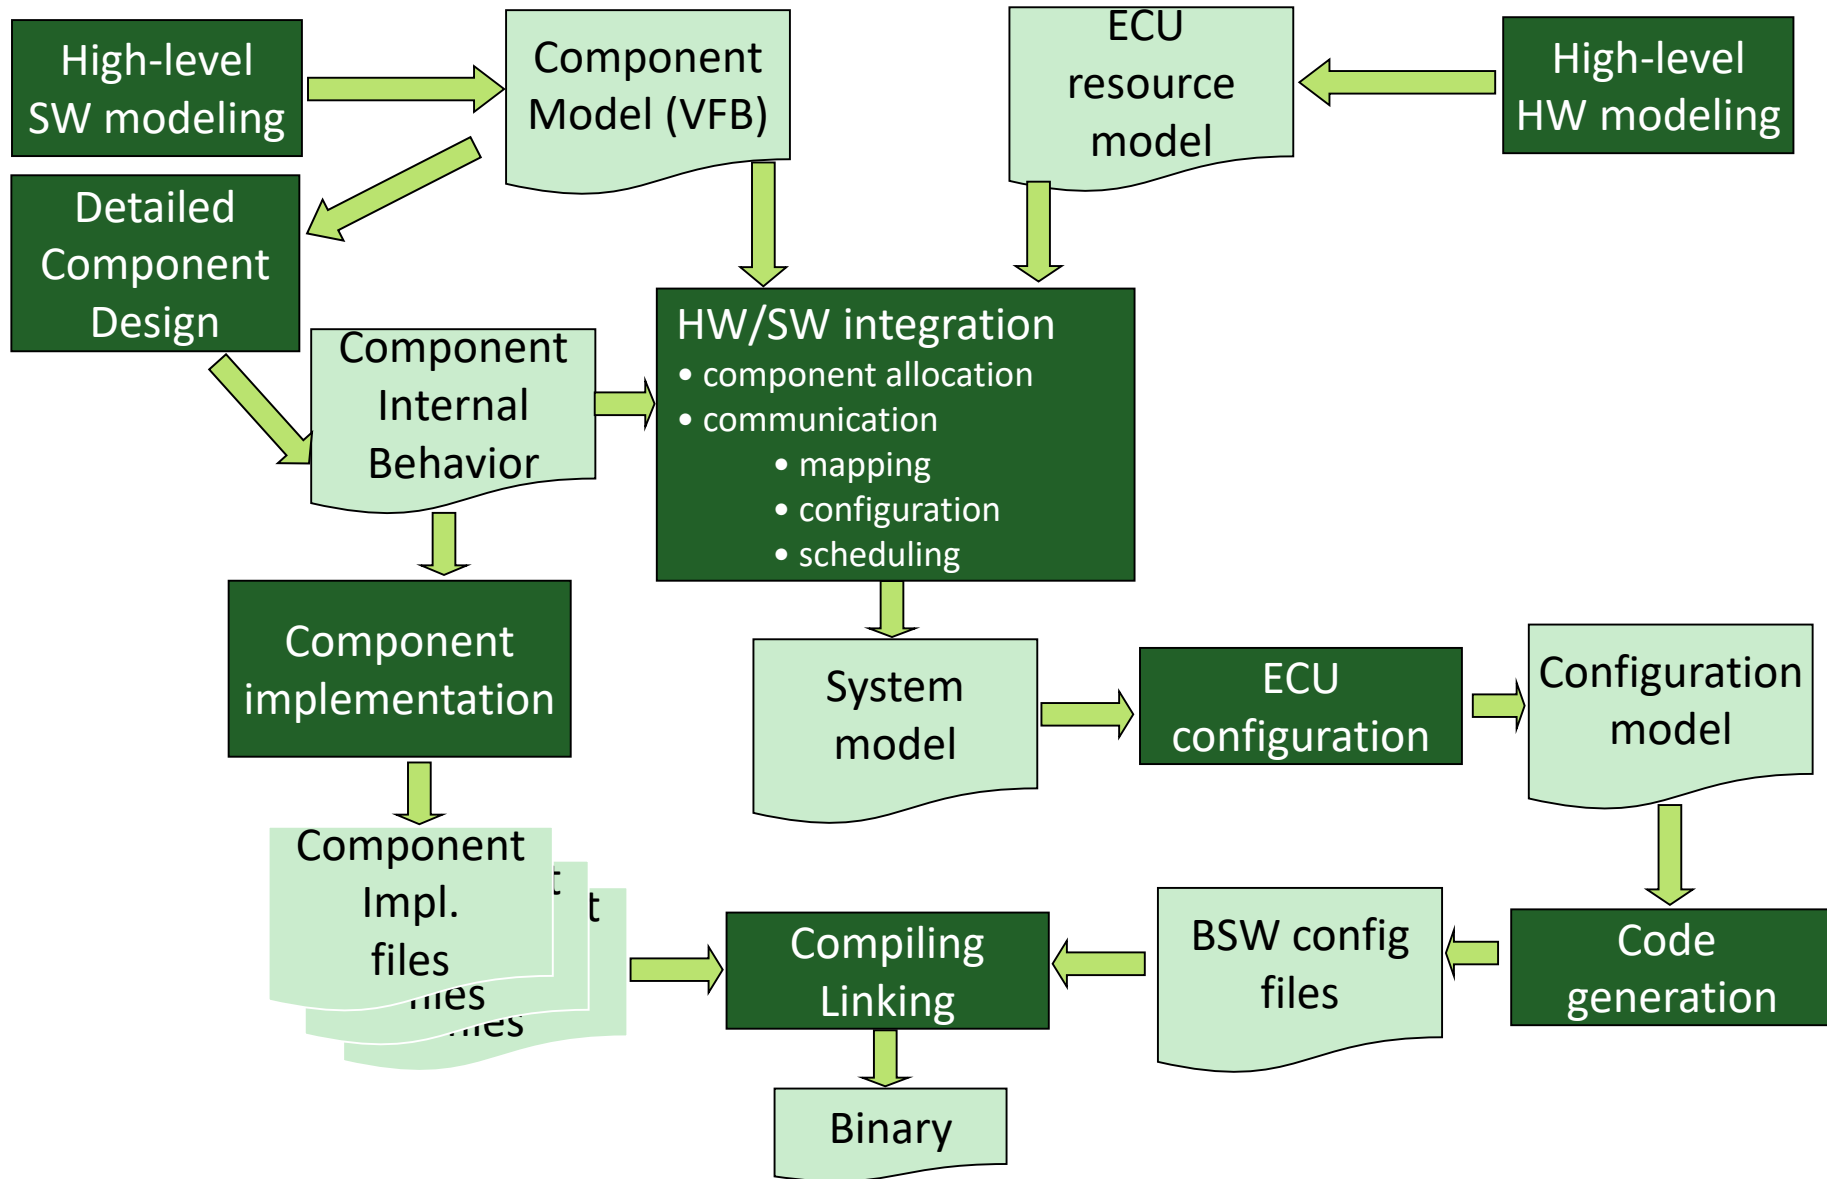 High-level
SW modeling
Component
Model (VFB)
ECU
resource
model
High-level
HW modeling
Detailed
Component
Design
Component
Internal
Behavior
HW/SW integration
• component allocation
• communication
• mapping
• configuration
• scheduling
Component
implementation
System
model
ECU
configuration
Configuration
model
Component
Impl.
files
t
t
files
files
Compiling
Linking
BSW config
files
Code
generation
Binary